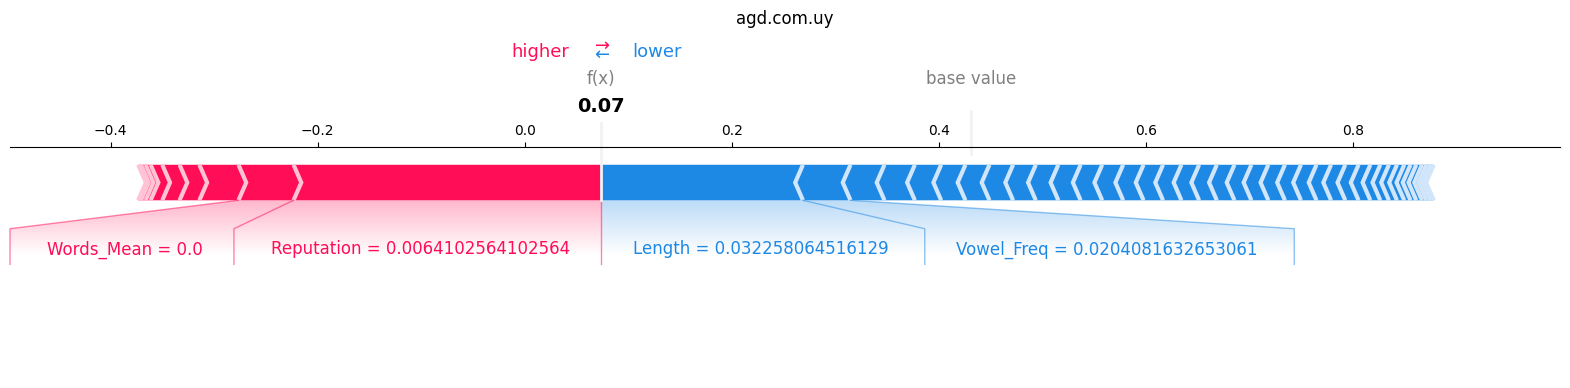 agd.com.uy
higher ⇄ lower
f(x) base value
0.07
−0.4 −0.2 0.0 0.2 0.4 0.6 0.8
Words_Mean = 0.0 Reputation = 0.0064102564102564 Length = 0.032258064516129 Vowel_Freq = 0.0204081632653061